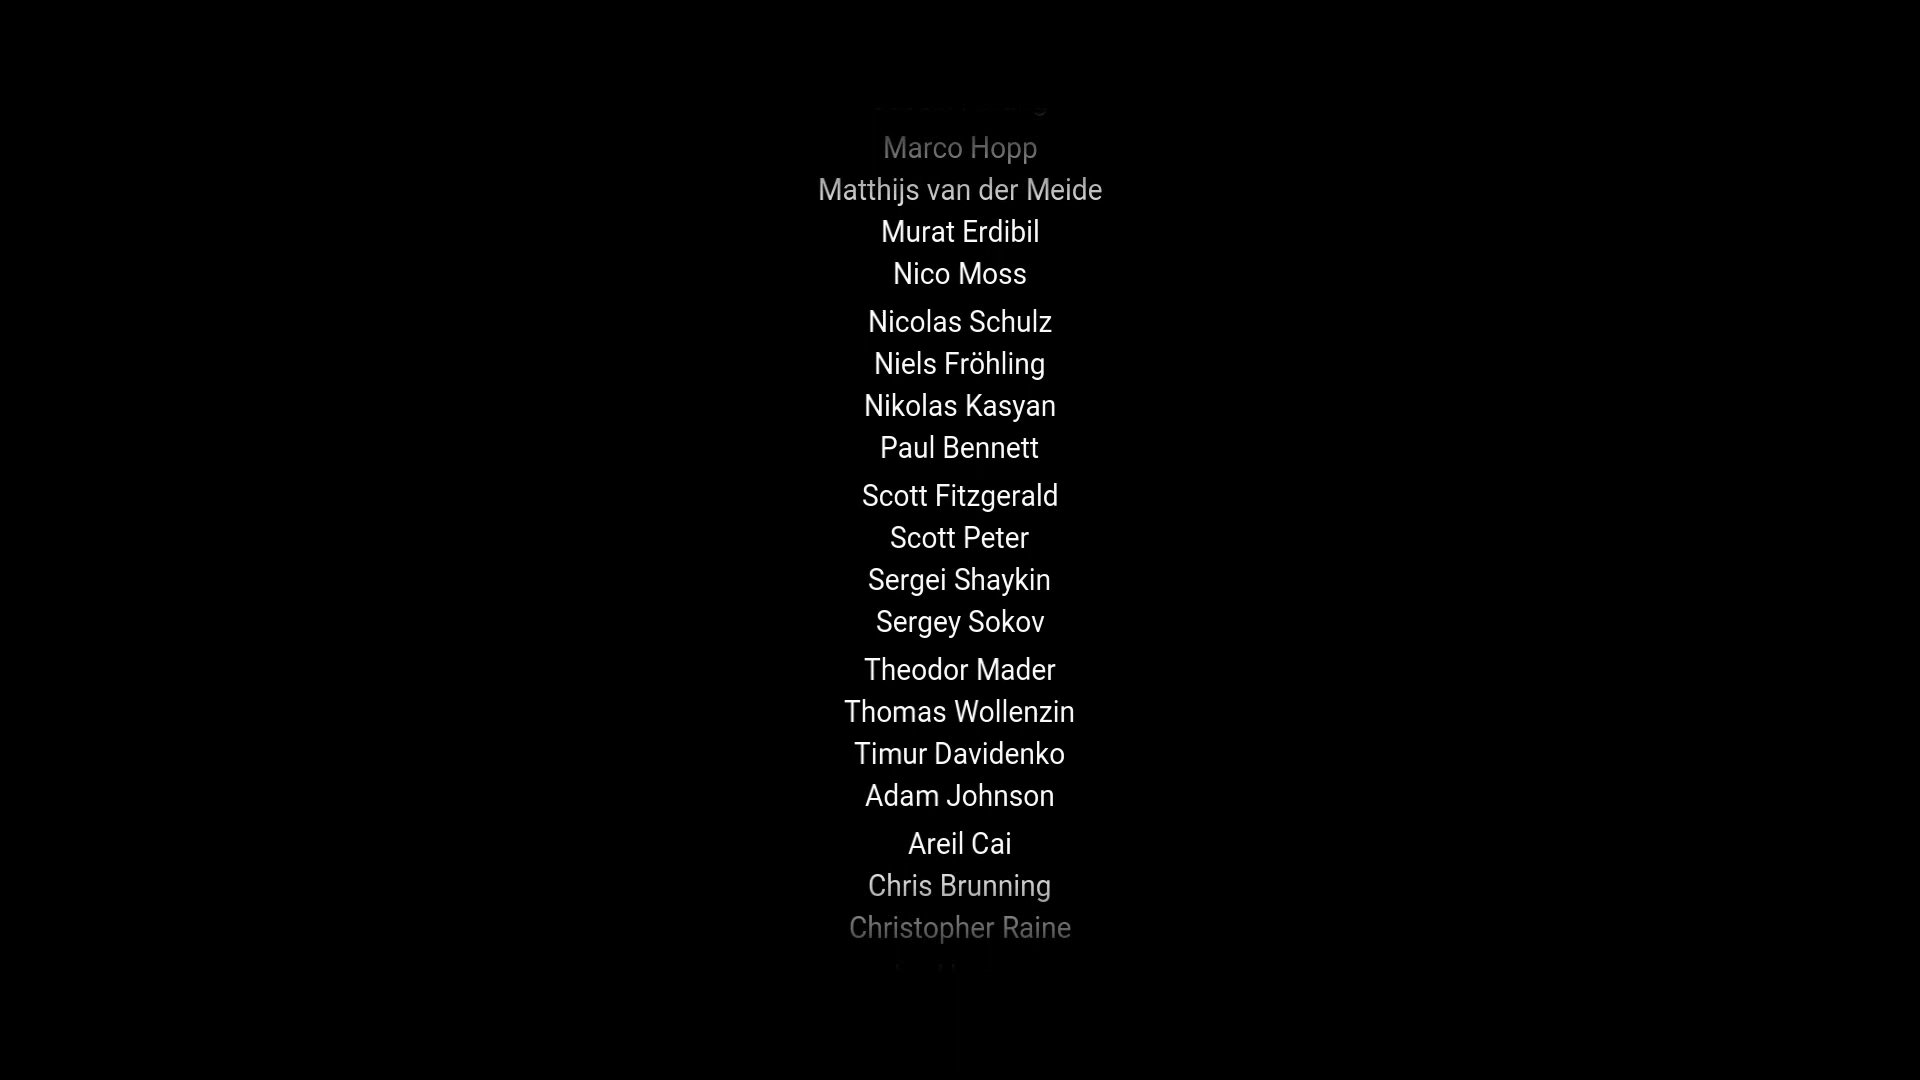 Marco Hopp
Matthijs van der Meide
Murat Erdibil
Nico Moss
Nicolas Schulz
Niels Fröhling
Nikolas Kasyan
Paul Bennett
Scott Fitzgerald
Scott Peter
Sergei Shaykin
Sergey Sokov
Theodor Mader
Thomas Wollenzin
Timur Davidenko
Adam Johnson
Areil Cai
Chris Brunning
Christopher Raine